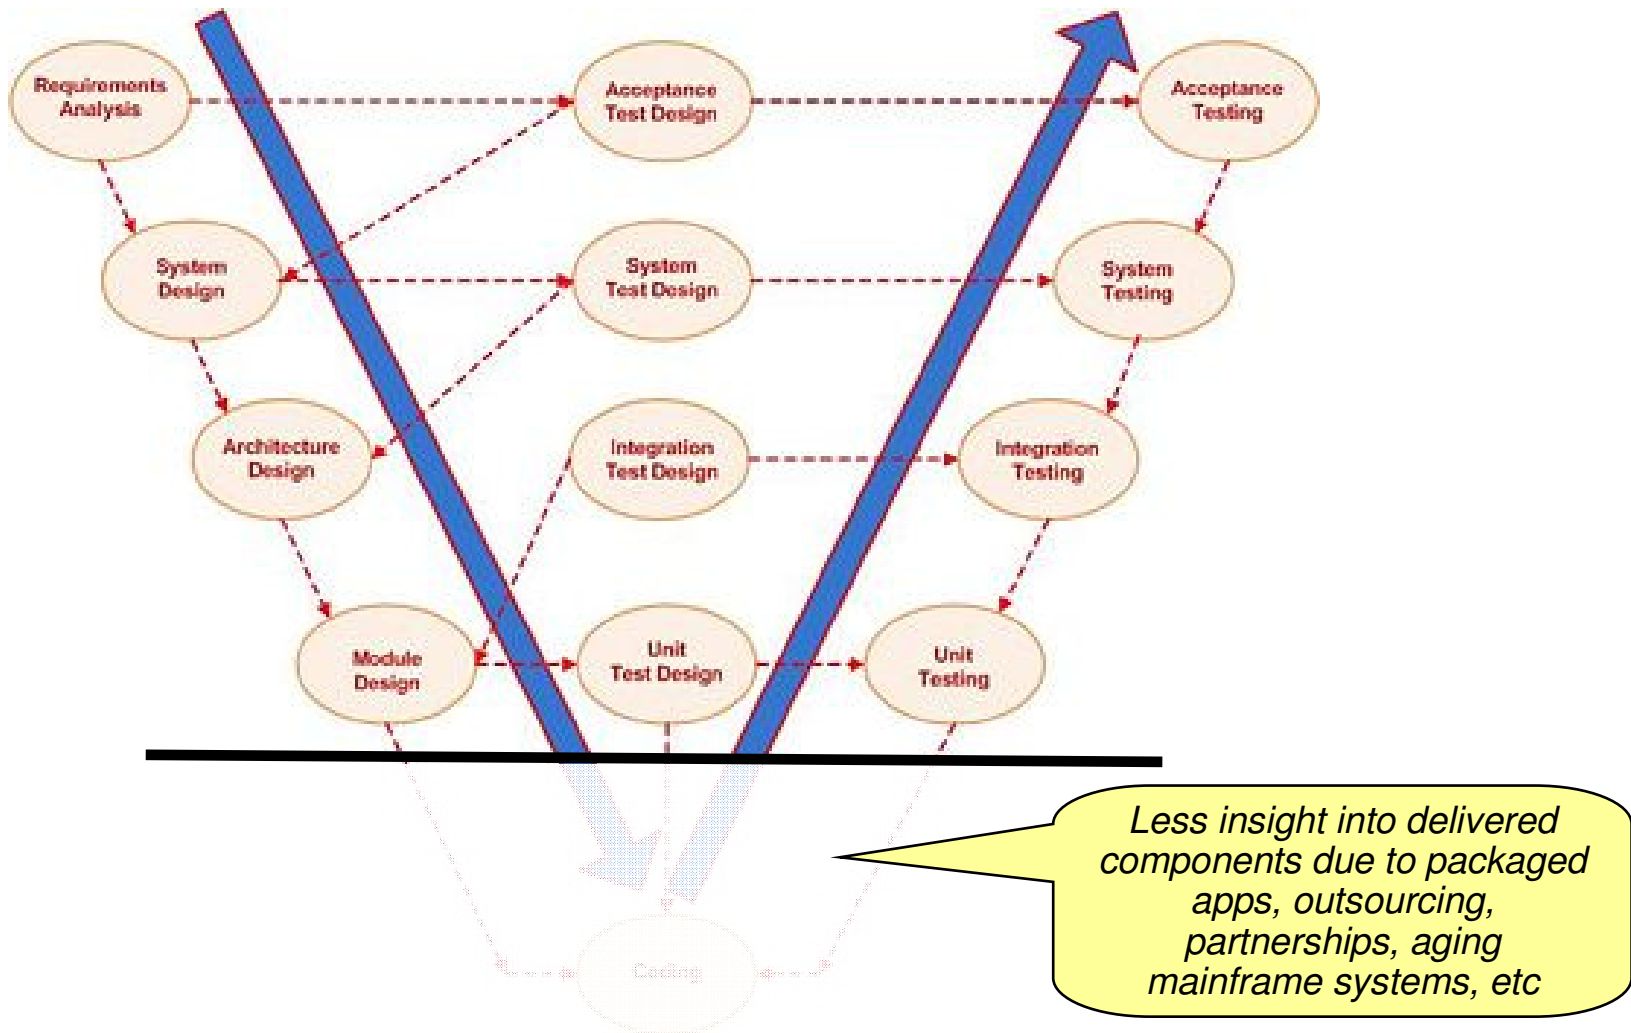 Requirements
Analysis
Acceptance
Test Design
Acceptance
Testing
System
Design
System
Test Design
System
Testing
Architecture
Design
Integration
Test Design
Integration
Testing
Module
Design
Unit
Test Design
Unit
Testing
Less insight into delivered
components due to packaged
apps, outsourcing,
partnerships, aging
mainframe systems, etc
Coding